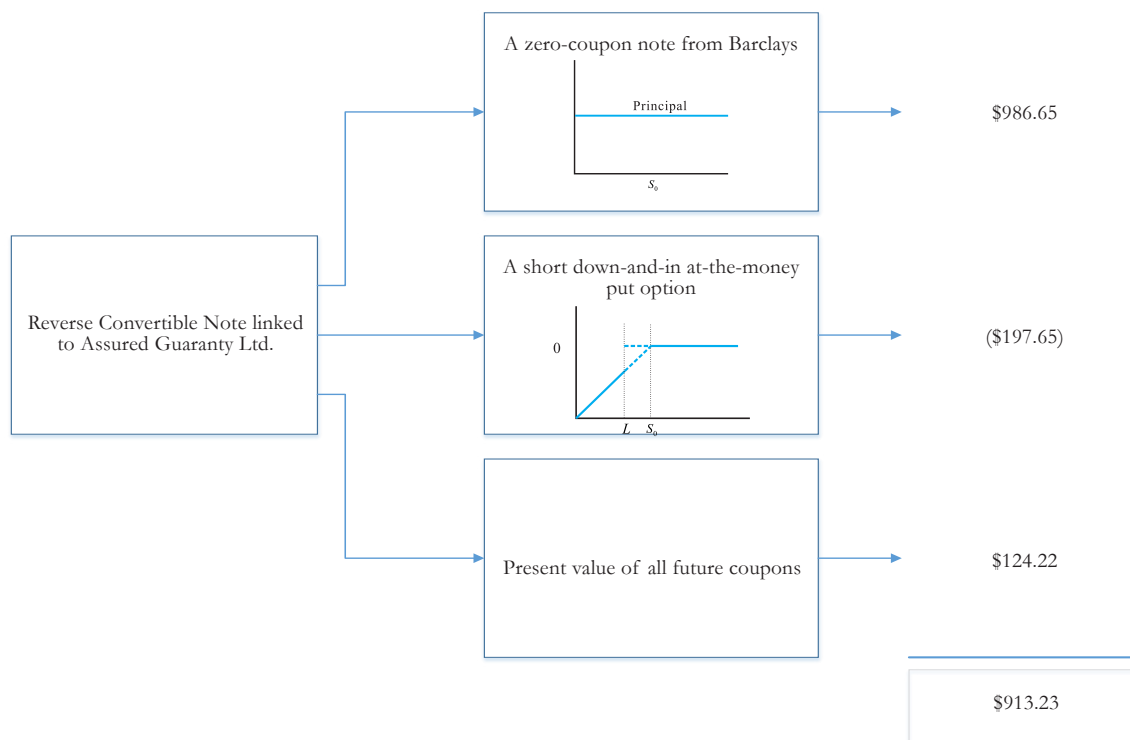 A zero-coupon note from Barclays
Principal
S₀
$986.65
Reverse Convertible Note linked
to Assured Guaranty Ltd.
A short down-and-in at-the-money
put option
0
L S₀
($197.65)
Present value of all future coupons
$124.22
$913.23